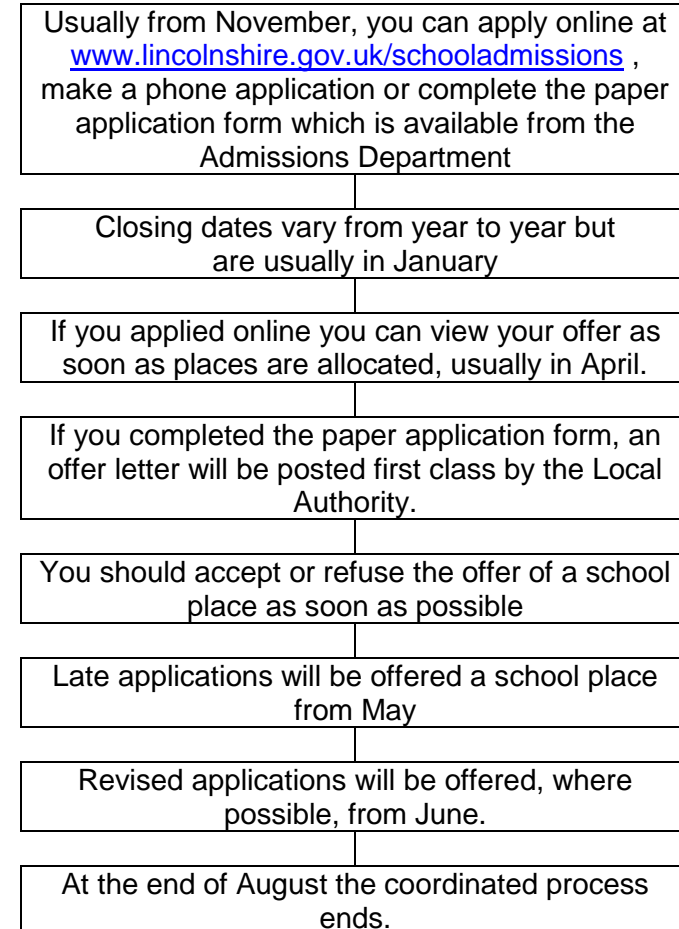 Usually from November, you can apply online at
www.lincolnshire.gov.uk/schooladmissions ,
make a phone application or complete the paper
application form which is available from the
Admissions Department
Closing dates vary from year to year but
are usually in January
If you applied online you can view your offer as
soon as places are allocated, usually in April.
If you completed the paper application form, an
offer letter will be posted first class by the Local
Authority.
You should accept or refuse the offer of a school
place as soon as possible
Late applications will be offered a school place
from May
Revised applications will be offered, where
possible, from June.
At the end of August the coordinated process
ends.